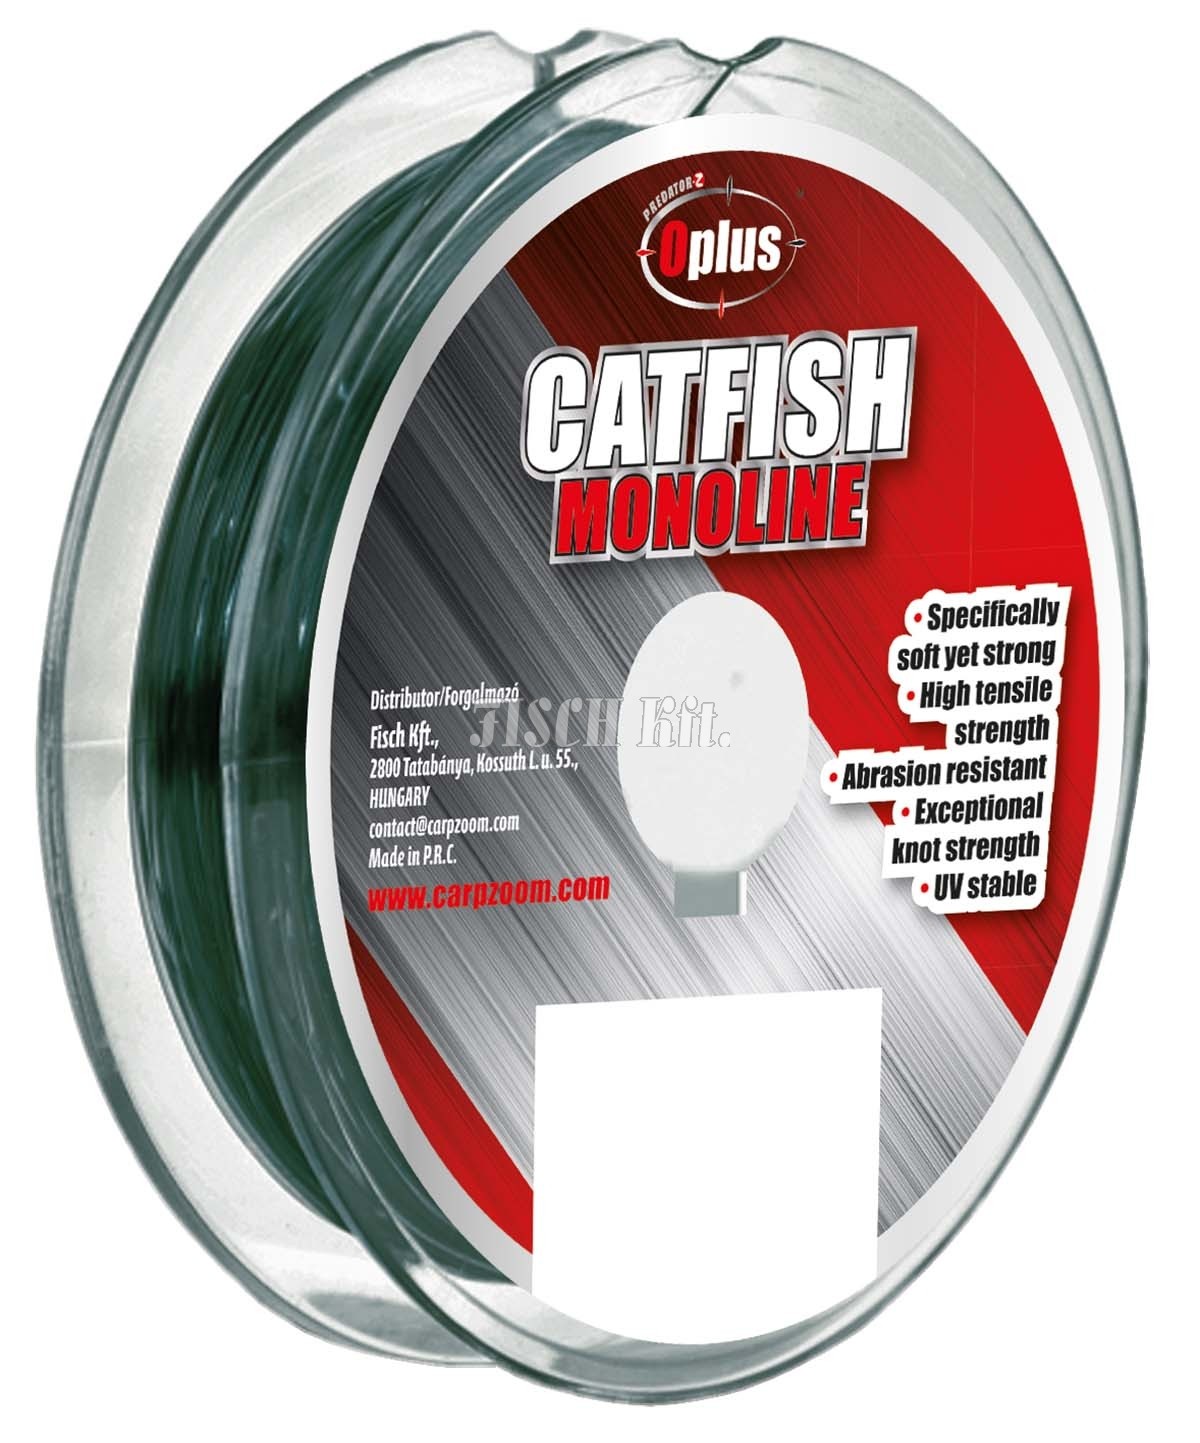 PREDATOR-Z
Oplus
CATFISH
MONOLINE
• Specifically
soft yet strong
• High tensile
strength
• Abrasion resistant
• Exceptional
knot strength
• UV stable
Distributor/Forgalmazó
Fisch Kft.,
2800 Tatabánya, Kossuth L. u. 55.,
HUNGARY
contact@carpzoom.com
Made in P.R.C.
www.carpzoom.com
FISCH Kft.